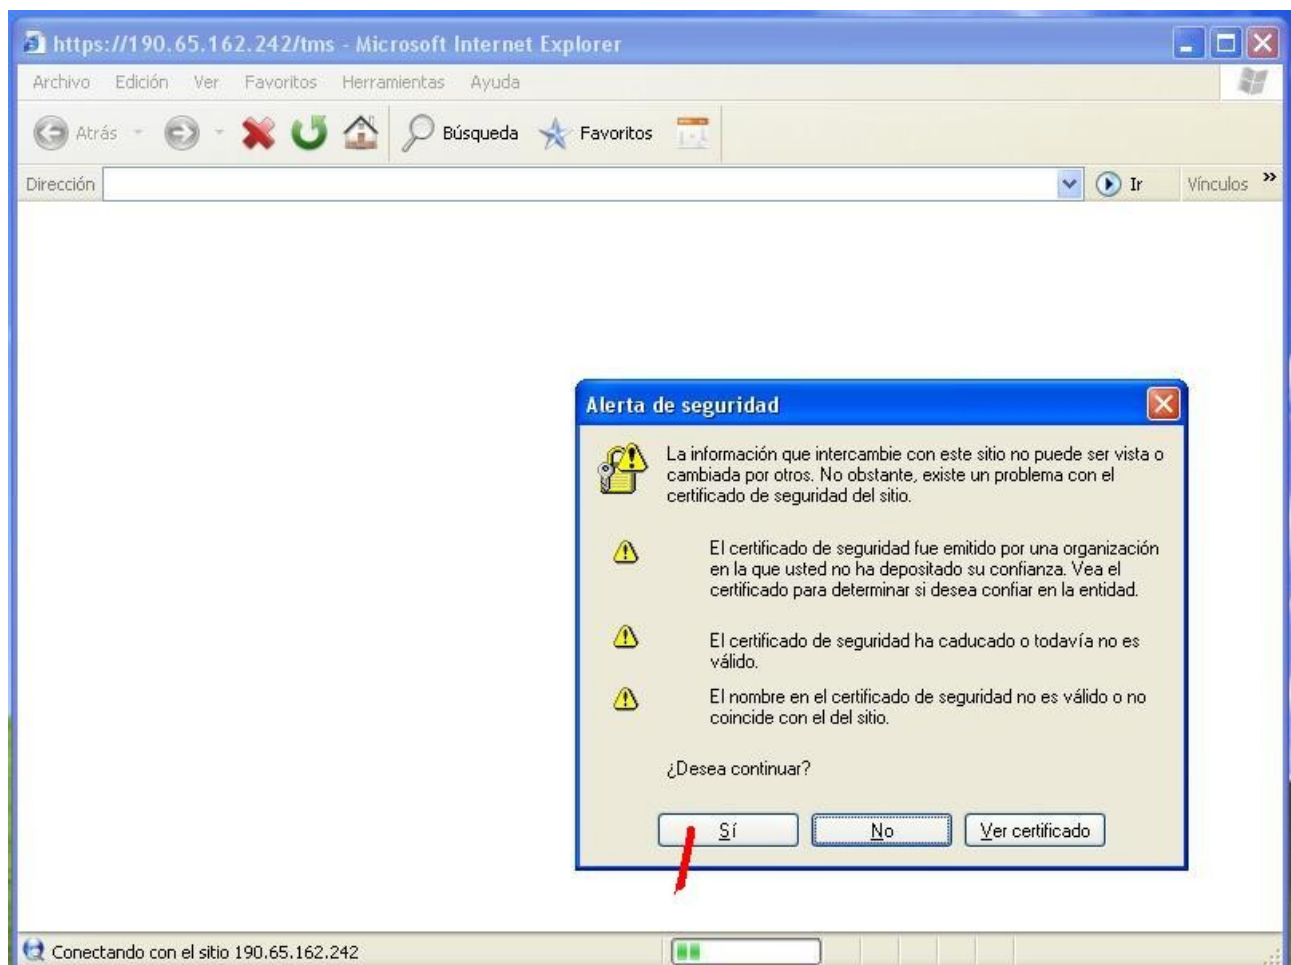 https://190.65.162.242/tms - Microsoft Internet Explorer
Archivo Edición Ver Favoritos Herramientas Ayuda
Atrás Búsqueda Favoritos
Dirección Ir Vínculos »
Alerta de seguridad
La información que intercambie con este sitio no puede ser vista o
cambiada por otros. No obstante, existe un problema con el
certificado de seguridad del sitio.
El certificado de seguridad fue emitido por una organización
en la que usted no ha depositado su confianza. Vea el
certificado para determinar si desea confiar en la entidad.
El certificado de seguridad ha caducado o todavía no es
válido.
El nombre en el certificado de seguridad no es válido o no
coincide con el del sitio.
¿Desea continuar?
Sí No Ver certificado
Conectando con el sitio 190.65.162.242